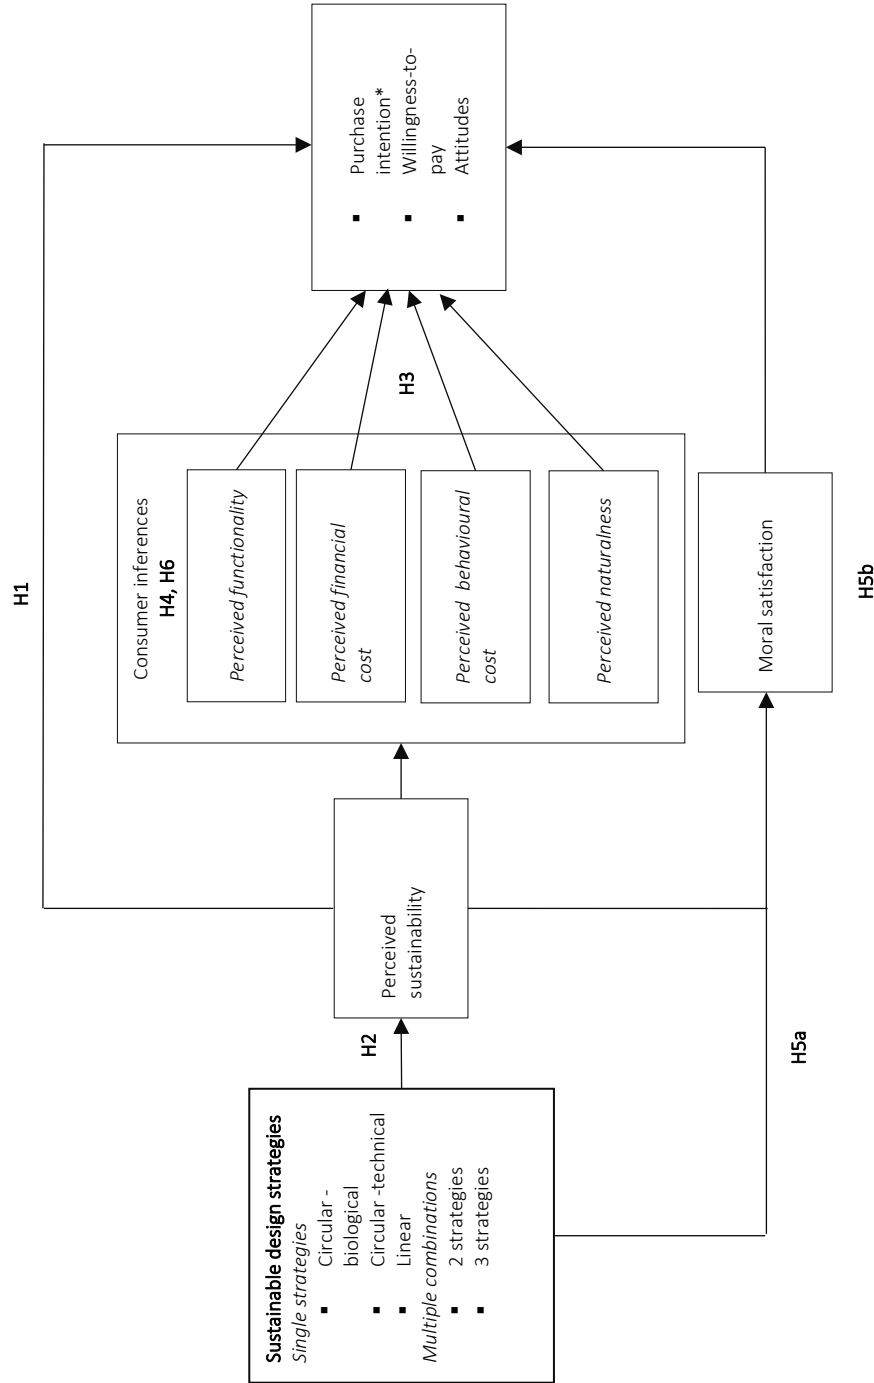 Sustainable design strategies
Single strategies
▪ Circular -
biological
▪ Circular -technical
▪ Linear
Multiple combinations
▪ 2 strategies
▪ 3 strategies
H2
Perceived
sustainability
H1
Consumer inferences
H4, H6
Perceived functionality
Perceived financial
cost
Perceived behavioural
cost
Perceived naturalness
H3
▪ Purchase
intention*
▪ Willingness-to-
pay
▪ Attitudes
H5a
Moral satisfaction
H5b